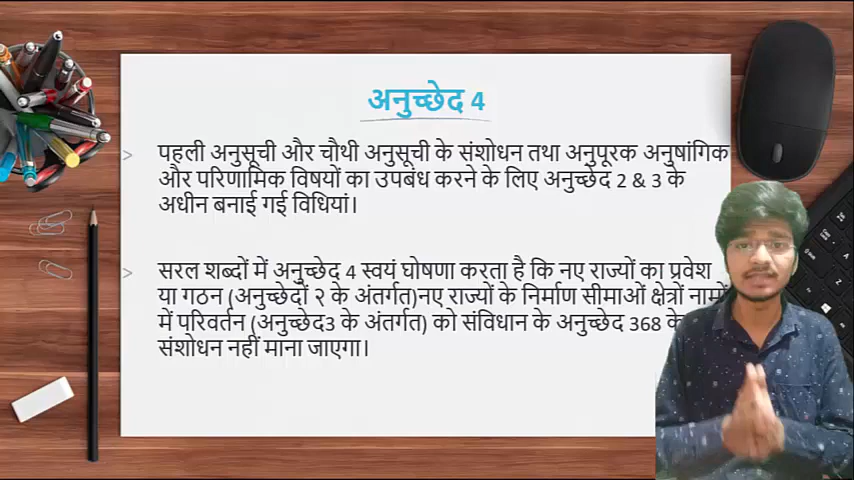 अनुच्छेद 4
पहली अनुसूची और चौथी अनुसूची के संशोधन तथा अनुपूरक अनुषांगिक
और परिणामिक विषयों का उपबंध करने के लिए अनुच्छेद 2 & 3 के
अधीन बनाई गई विधियां।
सरल शब्दों में अनुच्छेद 4 स्वयं घोषणा करता है कि नए राज्यों का प्रवेश
या गठन (अनुच्छेदों २ के अंतर्गत)नए राज्यों के निर्माण सीमाओं क्षेत्रों नामों
में परिवर्तन (अनुच्छेद3 के अंतर्गत) को संविधान के अनुच्छेद 368 के
संशोधन नहीं माना जाएगा।